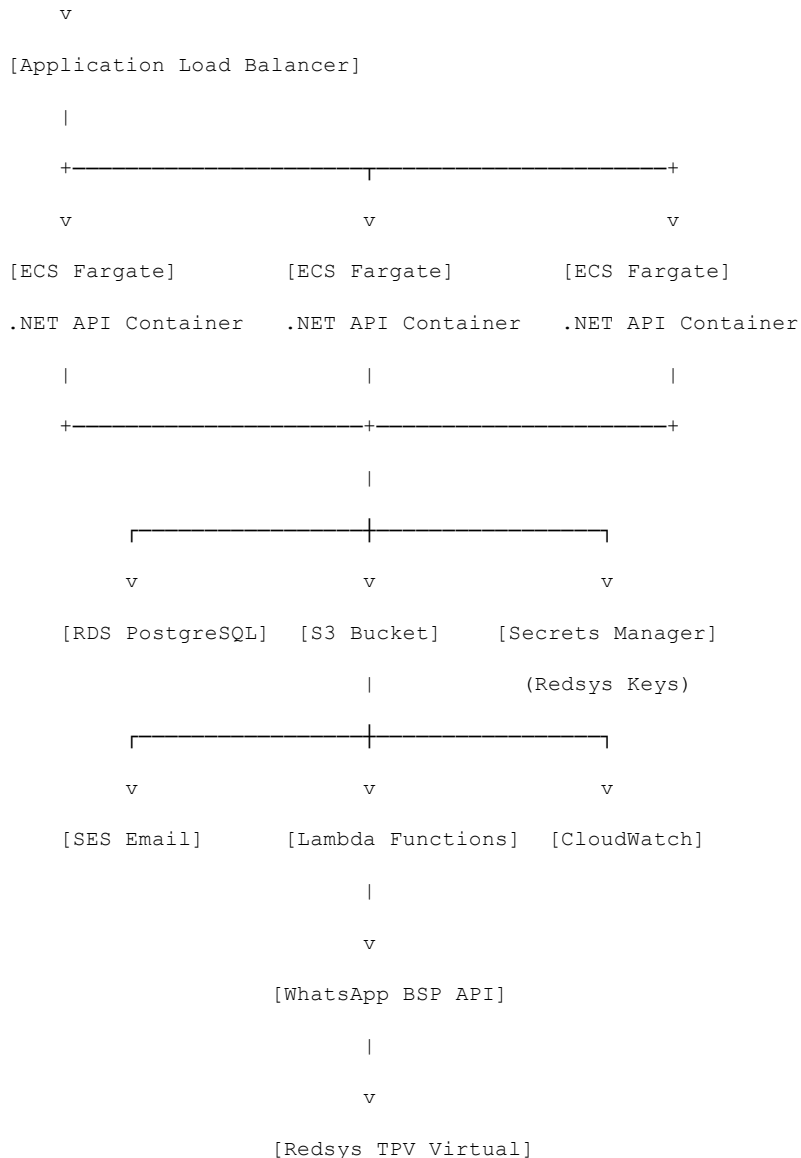 v
[Application Load Balancer]
|
+──────────────────────┬──────────────────────+
v v v
[ECS Fargate] [ECS Fargate] [ECS Fargate]
.NET API Container .NET API Container .NET API Container
| | |
+──────────────────────+──────────────────────+
|
┌─────────────────┼─────────────────┐
v v v
[RDS PostgreSQL] [S3 Bucket] [Secrets Manager]
| (Redsys Keys)
┌─────────────────┼─────────────────┐
v v v
[SES Email] [Lambda Functions] [CloudWatch]
|
v
[WhatsApp BSP API]
|
v
[Redsys TPV Virtual]